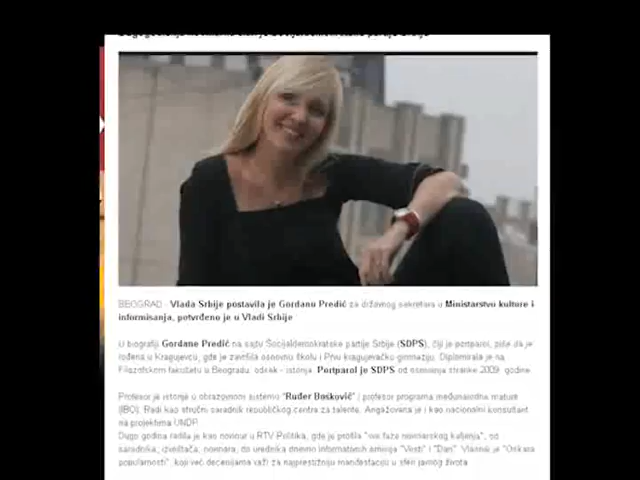 BEOGRAD - Vlada Srbije postavila je Gordanu Predić za državnog sekretara u Ministarstvu kulture i
informisanja, potvrđeno je u Vladi Srbije
U biografiji Gordane Predić na sajtu Socijaldemokratske partije Srbije (SDPS), čiji je portparol, piše da je
rođena u Kragujevcu, gde je završila osnovnu školu i Prvu kragujevačku gimnaziju. Diplomirala je na
Filozofskom fakultetu u Beogradu, odsek - istorija. Portparol je SDPS od osnivanja stranke 2009. godine.
Profesor je istorije u obrazovnom sistemu "Ruđer Bošković" i profesor programa međunarodne mature
(IBO). Radi kao stručni saradnik republičkog centra za talente. Angažovana je i kao nacionalni konsultant
na projektima UNDP.
Dugo godina radila je kao novinar u RTV Politika, gde je prošla "sve faze novinarskog kaljenja", od
saradnika, izveštača, novinara, do urednika dnevno informativnih emisija "Vesti" i "Dan". Vlasnik je "Oskara
popularnosti", koji već decenijama važi za najprestižniju manifestaciju u sferi javnog života